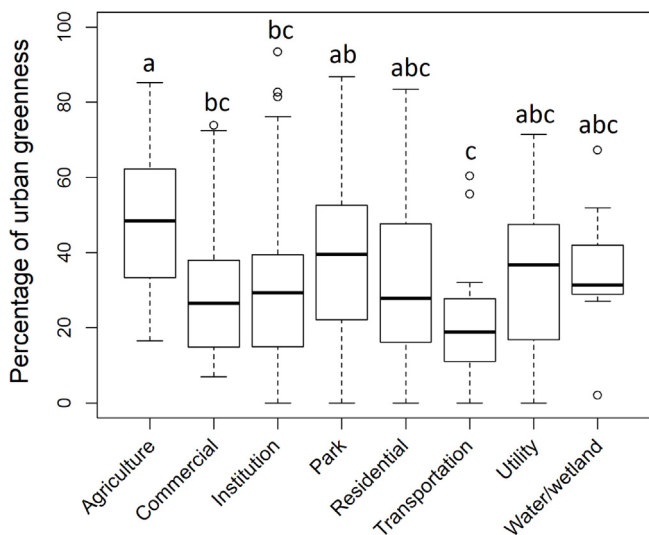 Percentage of urban greenness
100
80
60
40
20
0
a
bc
bc
ab
abc
c
abc
abc
Agriculture
Commercial
Institution
Park
Residential
Transportation
Utility
Water/wetland